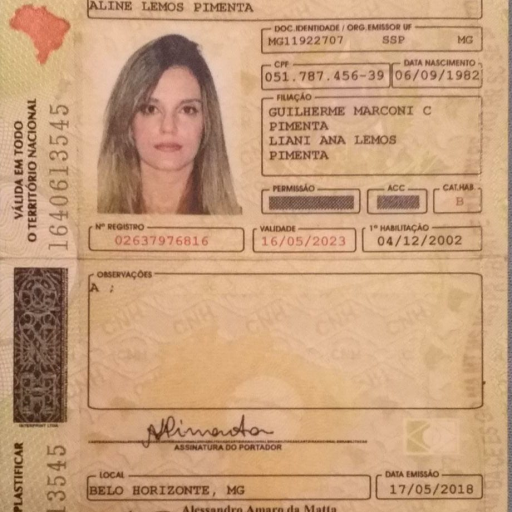 ALINE LEMOS PIMENTA
DOC. IDENTIDADE / ORG. EMISSOR UF
MG11922707 SSP MG
CPF DATA NASCIMENTO
051.787.456-39 06/09/1982
FILIAÇÃO
GUILHERME MARCONI C
PIMENTA
LIANI ANA LEMOS
PIMENTA
PERMISSÃO ACC CAT.HAB
B
Nº REGISTRO VALIDADE 1ª HABILITAÇÃO
02637976816 16/05/2023 04/12/2002
VÁLIDA EM TODO
O TERRITÓRIO NACIONAL
1640613545
OBSERVAÇÕES
A ;
APimenta
ASSINATURA DO PORTADOR
PLASTIFICAR
13545
LOCAL DATA EMISSÃO
BELO HORIZONTE, MG 17/05/2018
Alessandro Amaro da Matta